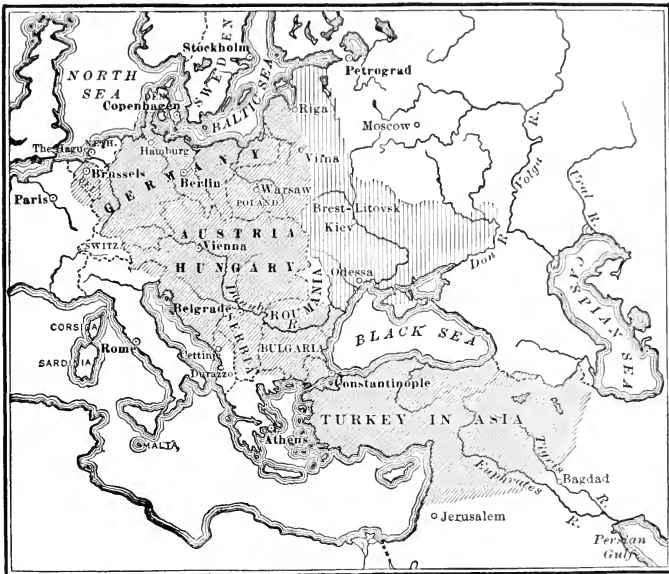 Stockholm
SWEDEN
Petrograd
NORTH
SEA
DEN.
Copenhagen
BALTIC SEA
Riga
Moscow
Volga R.
Ural R.
The Hague
NETH.
Hamburg
Vilna
Brussels
GERMANY
Berlin
Warsaw
POLAND
Paris
Brest-Litovsk
AUSTRIA
Kiev
SWITZ.
Vienna
HUNGARY
Don R.
Odessa
CASPIAN SEA
Danube
R.
ROUMANIA
Belgrade
SERBIA
BLACK SEA
CORSICA
BULGARIA
Rome
Cettinje
SARDINIA
Durazzo
Constantinople
TURKEY IN ASIA
MALTA
Athens
Tigris
R.
Euphrates
R.
Bagdad
Jerusalem
Persian
Gulf